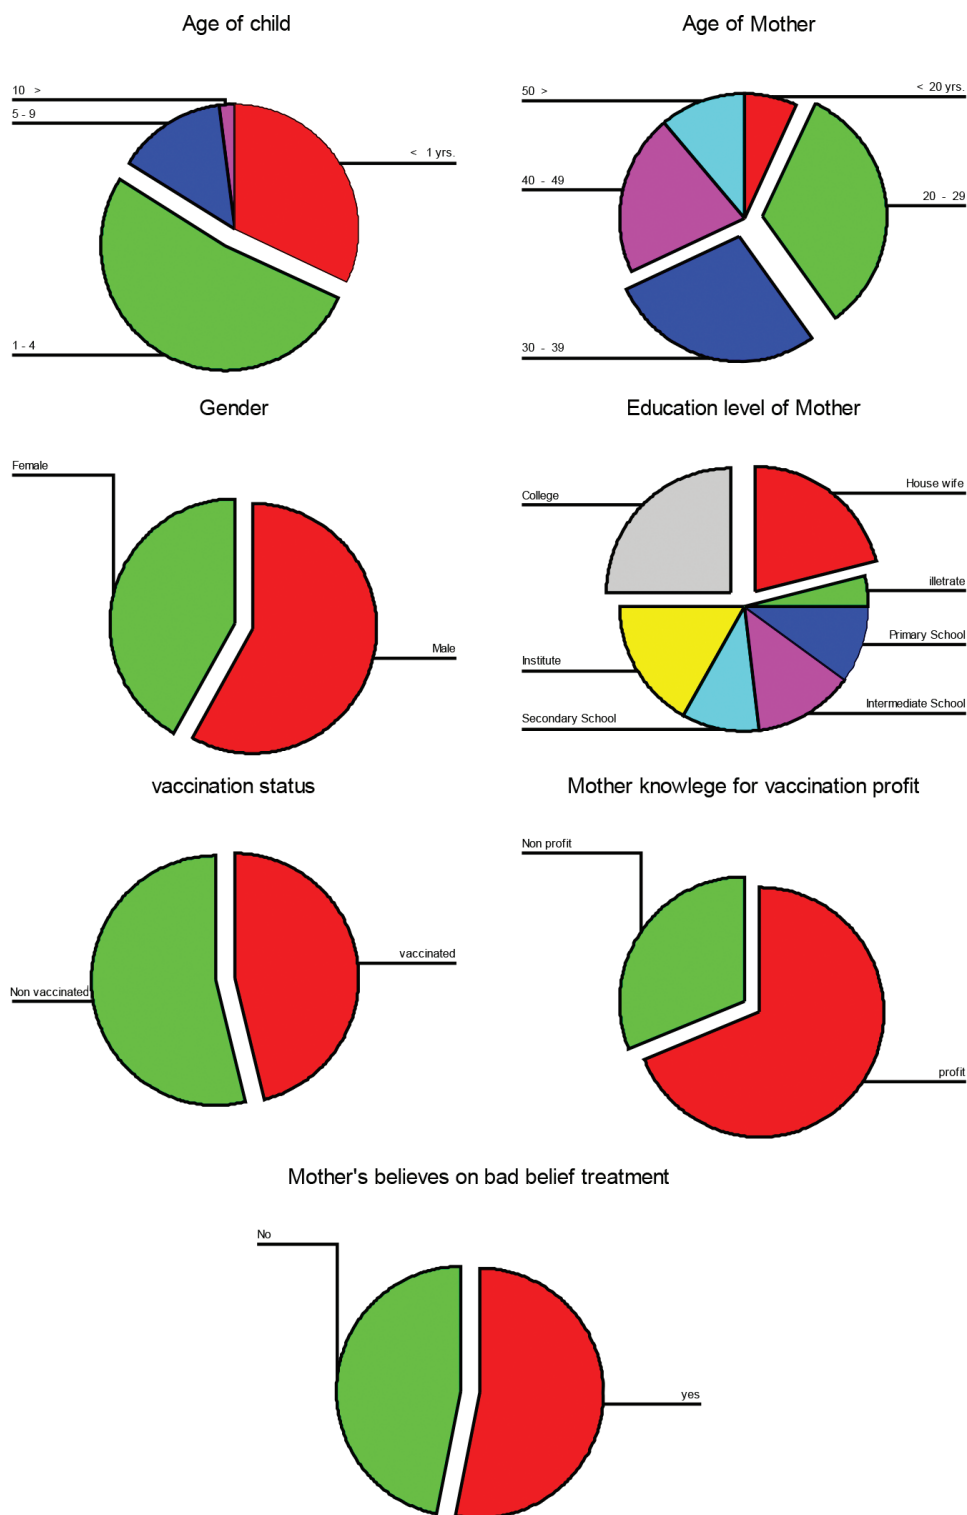 Age of child
10 >
5 - 9
< 1 yrs.
1 - 4
Age of Mother
50 >
< 20 yrs.
40 - 49
20 - 29
30 - 39
Gender
Female
Male
Education level of Mother
College
House wife
illetrate
Primary School
Institute
Intermediate School
Secondary School
vaccination status
vaccinated
Non vaccinated
Mother knowlege for vaccination profit
Non profit
profit
Mother's believes on bad belief treatment
No
yes